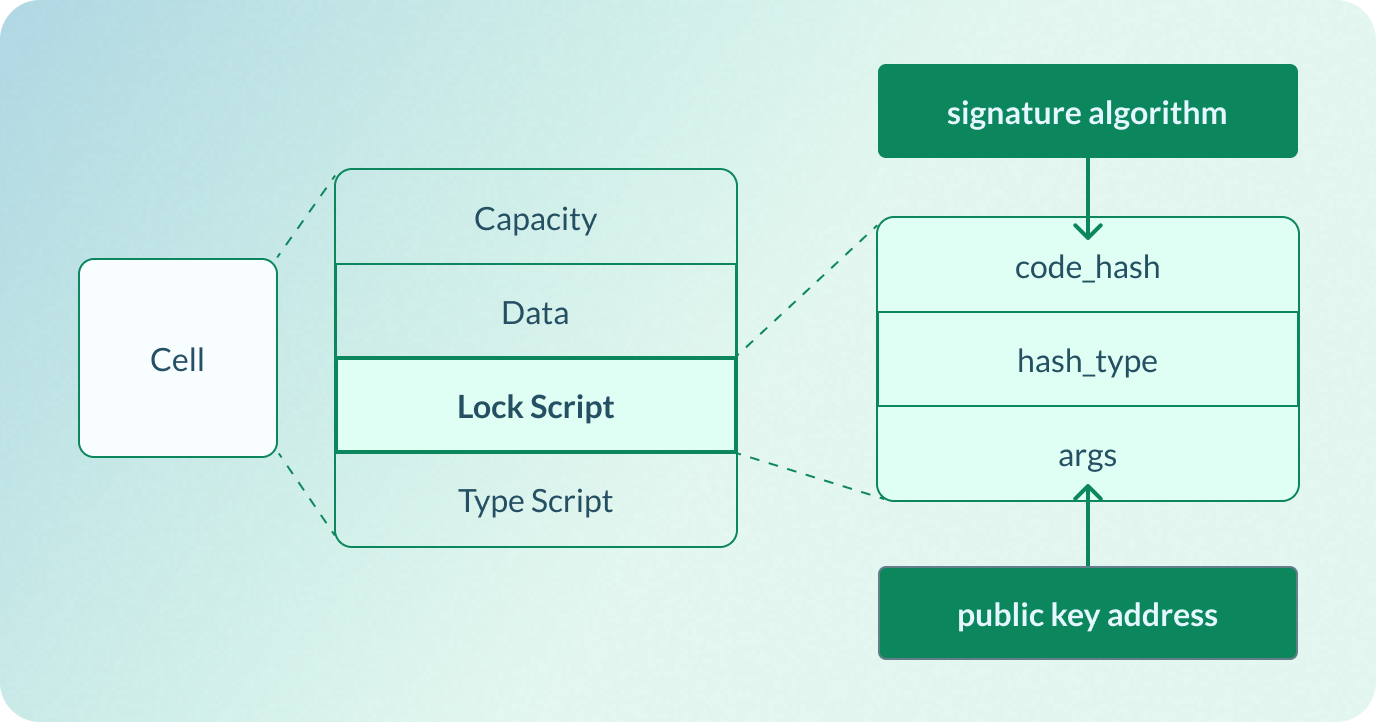 Cell
Capacity
Data
Lock Script
Type Script
signature algorithm
code_hash
hash_type
args
public key address